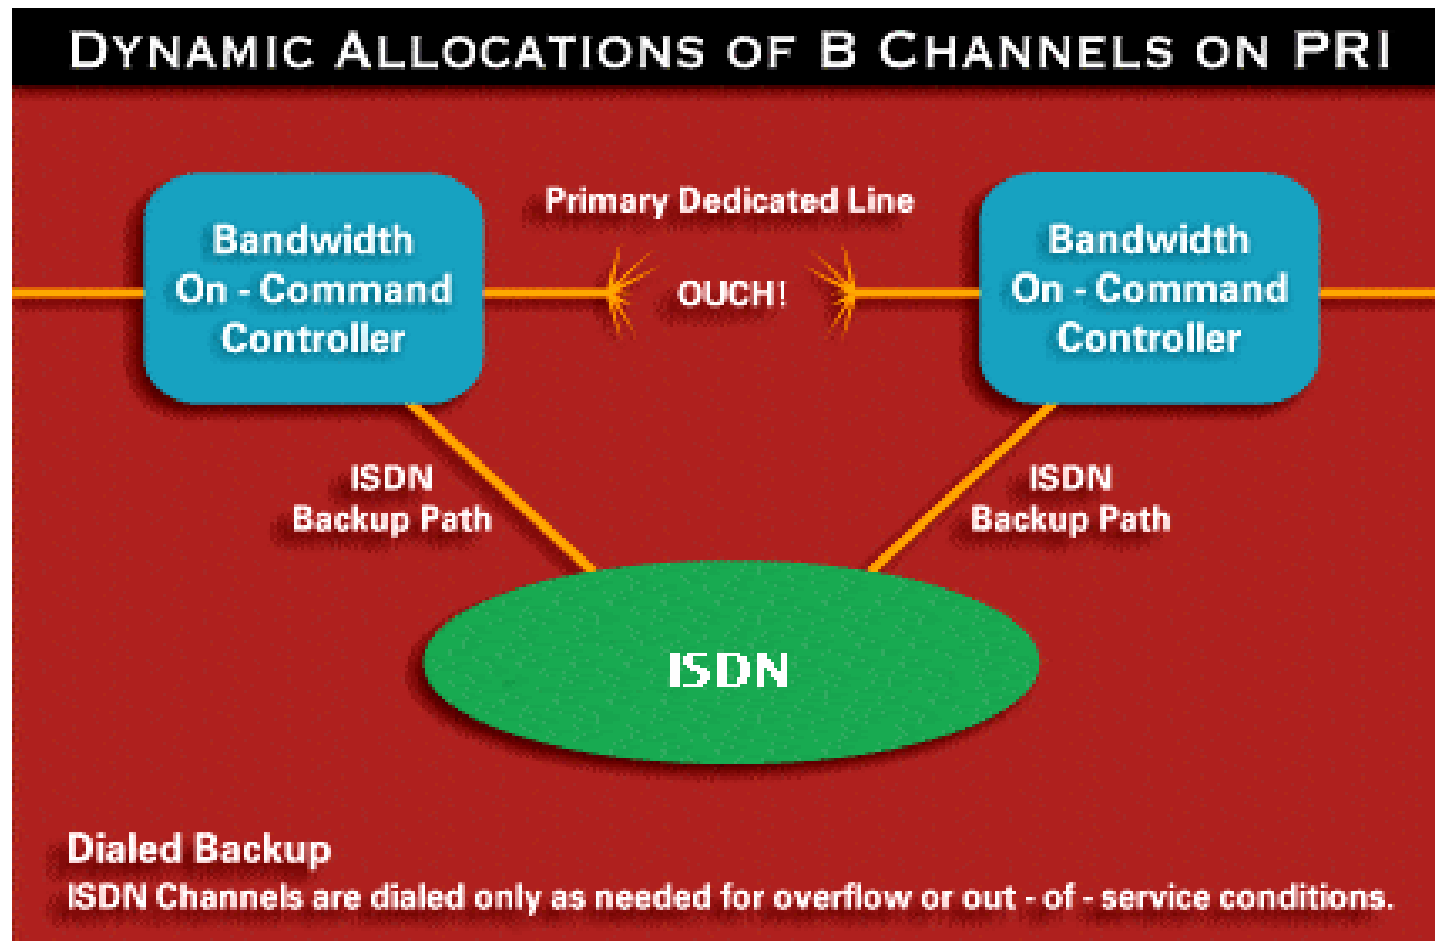 DYNAMIC ALLOCATIONS OF B CHANNELS ON PRI
Primary Dedicated Line
Bandwidth
On - Command
Controller
OUCH!
Bandwidth
On - Command
Controller
ISDN
Backup Path
ISDN
Backup Path
ISDN
Dialed Backup
ISDN Channels are dialed only as needed for overflow or out - of - service conditions.